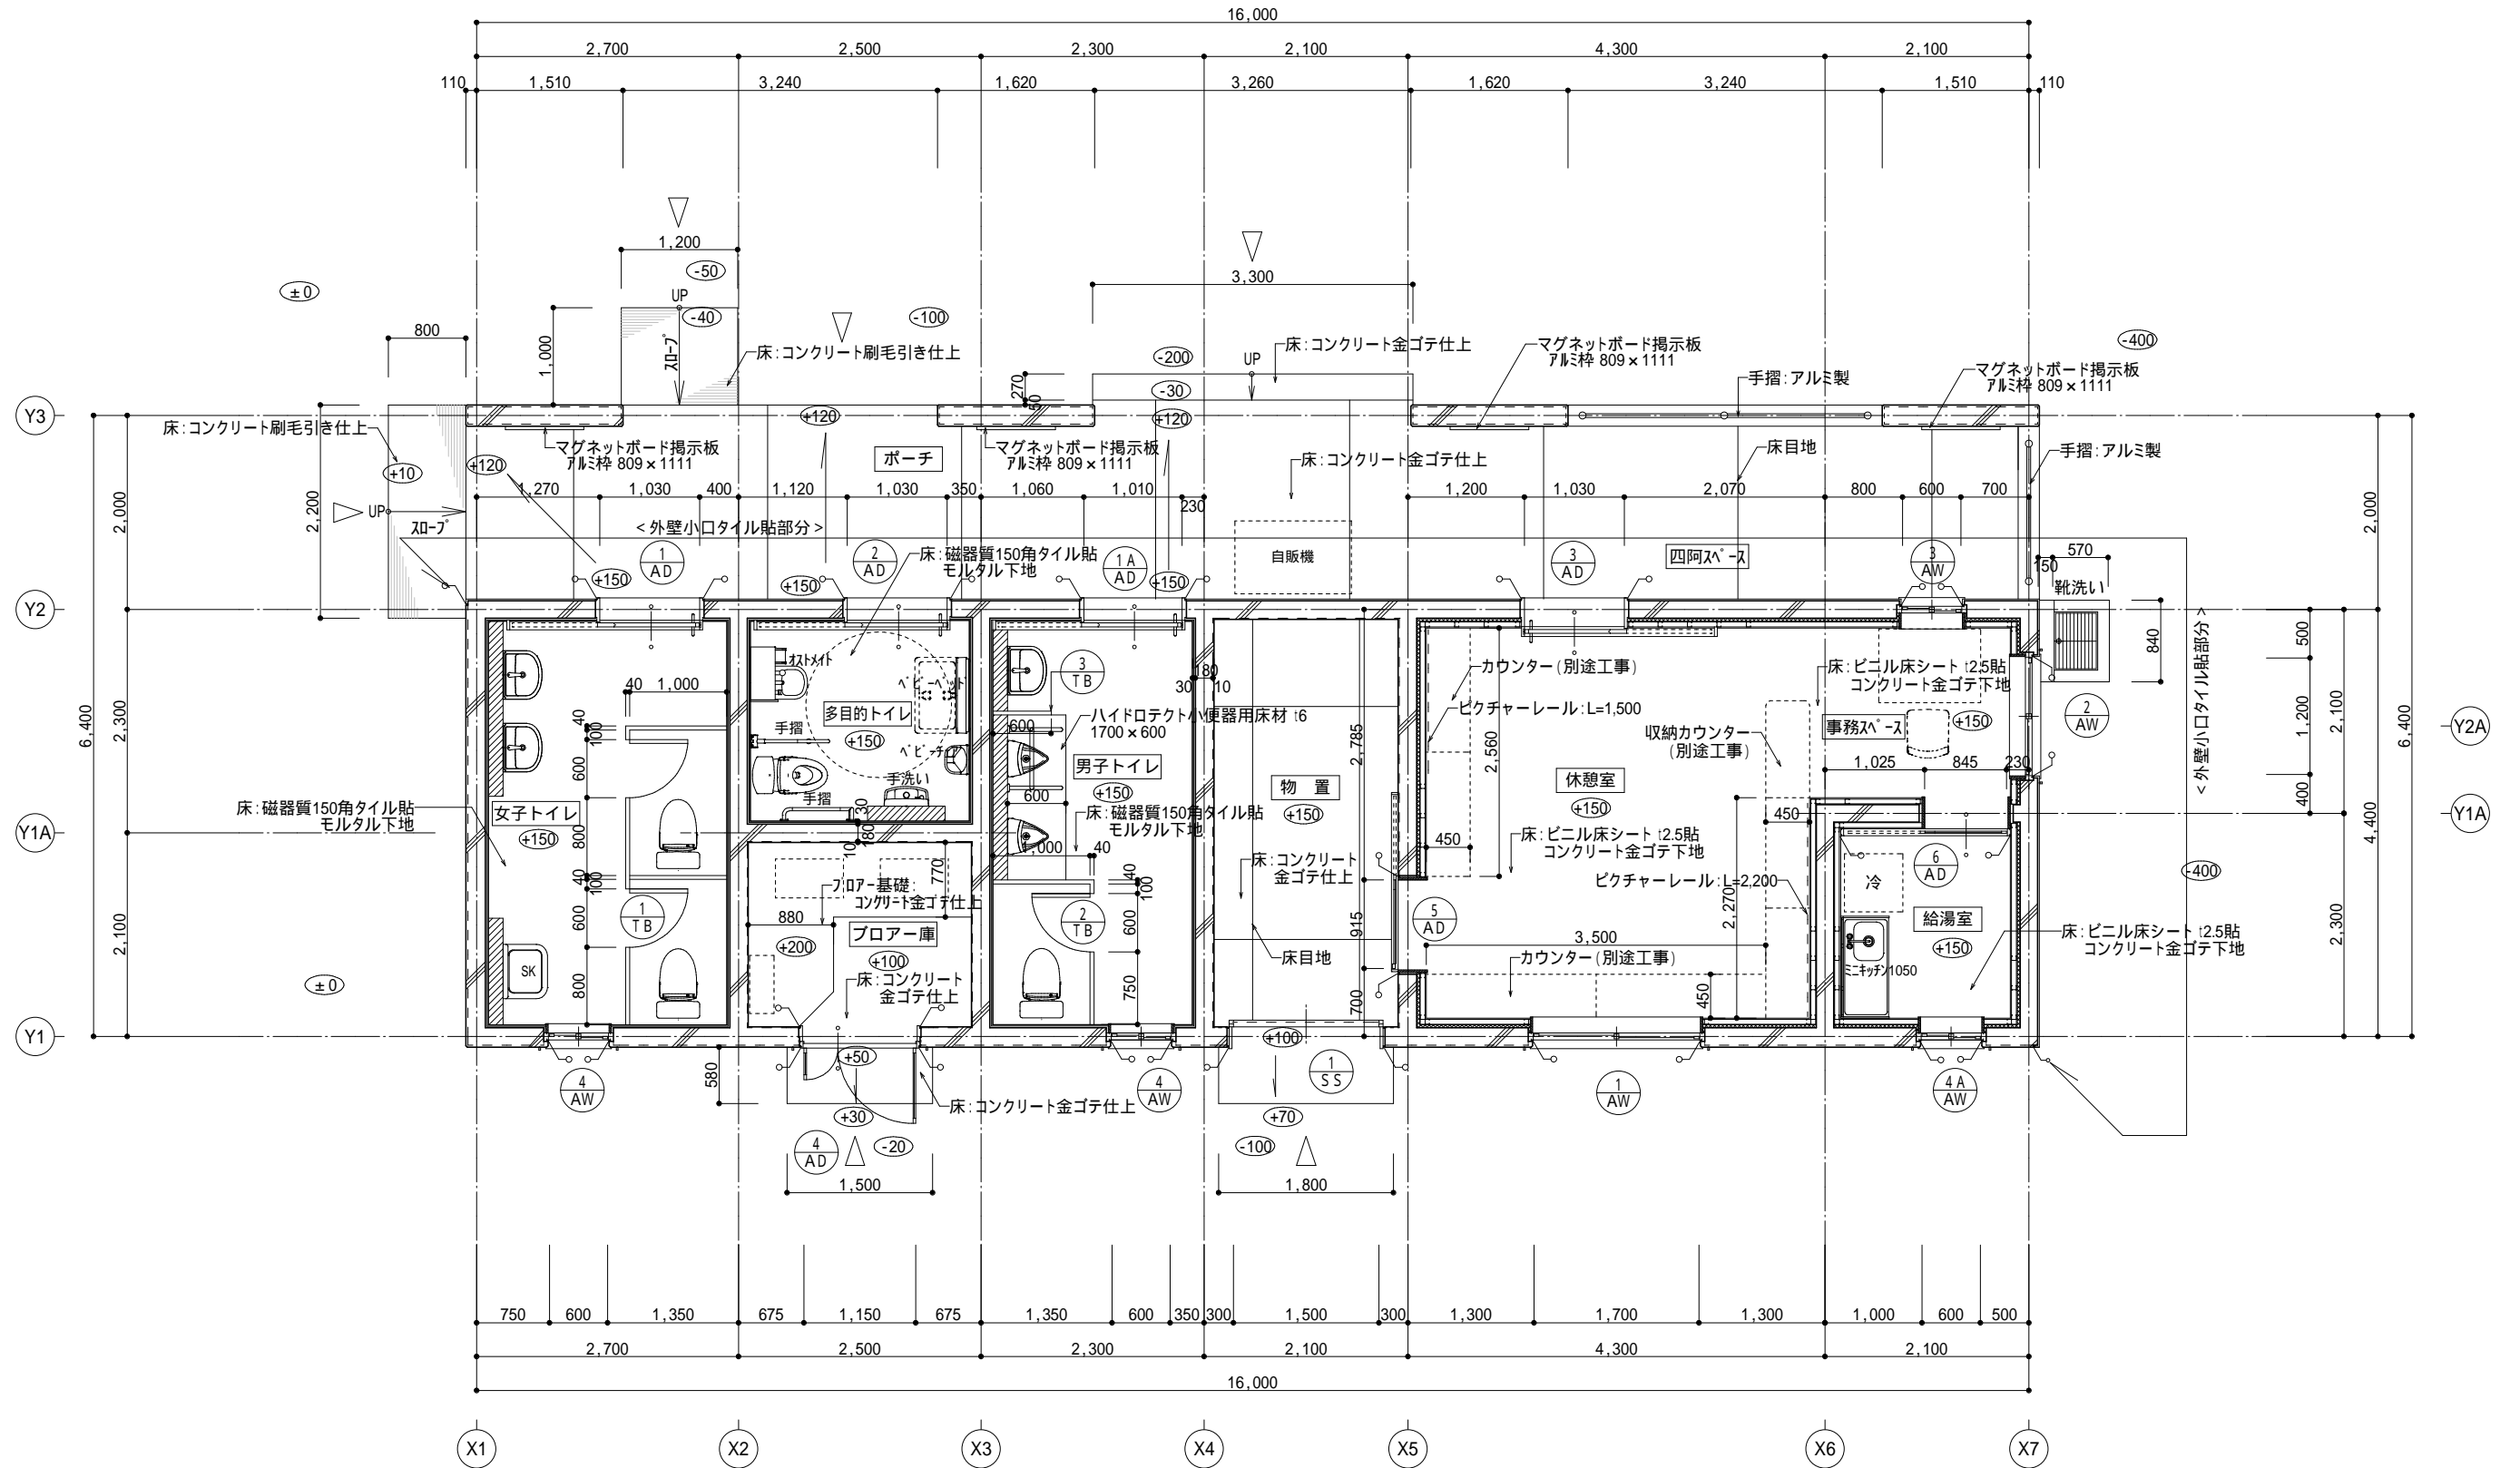 16,000
2,700 2,500 2,300 2,100 4,300 2,100
110 1,510 3,240 1,620 3,260 1,620 3,240 1,510 110
1,200
-50
±0
3,300
UP
-40
-100
800
1,000
スロープ
床:コンクリート刷毛引き仕上
-200
UP
床:コンクリート金ゴテ仕上
マグネットボード掲示板
アルミ枠 809×1111
-400
270
50
-30
手摺:アルミ製
マグネットボード掲示板
アルミ枠 809×1111
Y3
床:コンクリート刷毛引き仕上
+120
+120
マグネットボード掲示板
アルミ枠 809×1111
ポーチ
マグネットボード掲示板
アルミ枠 809×1111
床:コンクリート金ゴテ仕上
床目地
手摺:アルミ製
+10
+120
1,270 1,030 400 1,120 1,030 350 1,060 1,010 230 1,200 1,030 2,070 800 600 700
2,000
2,200
UP
スロープ
<外壁小口タイル貼部分>
2,000
1
AD
2
AD
床:磁器質150角タイル貼
モルタル下地
1A
AD
自販機
3
AD
四阿スペース
3
AW
570
150
靴洗い
+150
+150
+150
Y2
840
500
<外壁小口タイル貼部分>
オストメイト
ベビーベッド
3
TB
180
30 10
カウンター(別途工事)
床:ビニル床シート t2.5貼
コンクリート金ゴテ下地
40 1,000
2
AW
ピクチャーレール:L=1,500
40
100
多目的トイレ
+150
手摺
600
ハイドロテクト小便器用床材 t6
1700×600
2,785
2,560
収納カウンター
(別途工事)
事務スペース
+150
1,200
2,100
Y2A
6,400
2,300
600
ベビーチェア
手洗い
手摺
男子トイレ
+150
600
物 置
+150
休憩室
+150
1,025 845 230
6,400
床:磁器質150角タイル貼
モルタル下地
女子トイレ
+150
30
180
10
床:磁器質150角タイル貼
モルタル下地
450
400
Y1A
Y1A
800
1,000 40
450
床:ビニル床シート t2.5貼
コンクリート金ゴテ下地
4,400
40
100
ブロアー基礎:
コンクリート金ゴテ仕上
770
40
100
床:コンクリート
金ゴテ仕上
ピクチャーレール:L=2,200
2,270
6
AD
冷
-400
1
TB
600
880
ブロアー庫
+200
+100
2
TB
600
915
5
AD
3,500
給湯室
+150
床:ビニル床シート t2.5貼
コンクリート金ゴテ下地
2,100
2,300
SK
800
床:コンクリート
金ゴテ仕上
750
床目地
カウンター(別途工事)
ミニキッチン1050
±0
700
450
Y1
+50
+100
580
4
AW
4
AW
1
SS
1
AW
4A
AW
+30
床:コンクリート金ゴテ仕上
+70
4
AD
-20
-100
1,500
1,800
750 600 1,350 675 1,150 675 1,350 600 350 300 1,500 300 1,300 1,700 1,300 1,000 600 500
2,700 2,500 2,300 2,100 4,300 2,100
16,000
X1 X2 X3 X4 X5 X6 X7